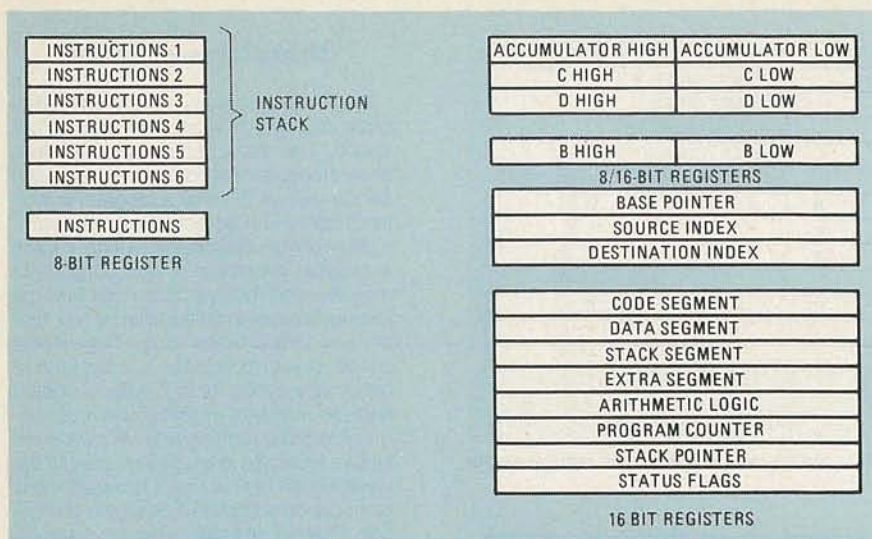 INSTRUCTIONS 1
INSTRUCTIONS 2
INSTRUCTIONS 3
INSTRUCTIONS 4
INSTRUCTIONS 5
INSTRUCTIONS 6
INSTRUCTION
STACK
INSTRUCTIONS
8-BIT REGISTER
ACCUMULATOR HIGH ACCUMULATOR LOW
C HIGH C LOW
D HIGH D LOW
B HIGH B LOW
8/16-BIT REGISTERS
BASE POINTER
SOURCE INDEX
DESTINATION INDEX
CODE SEGMENT
DATA SEGMENT
STACK SEGMENT
EXTRA SEGMENT
ARITHMETIC LOGIC
PROGRAM COUNTER
STACK POINTER
STATUS FLAGS
16 BIT REGISTERS